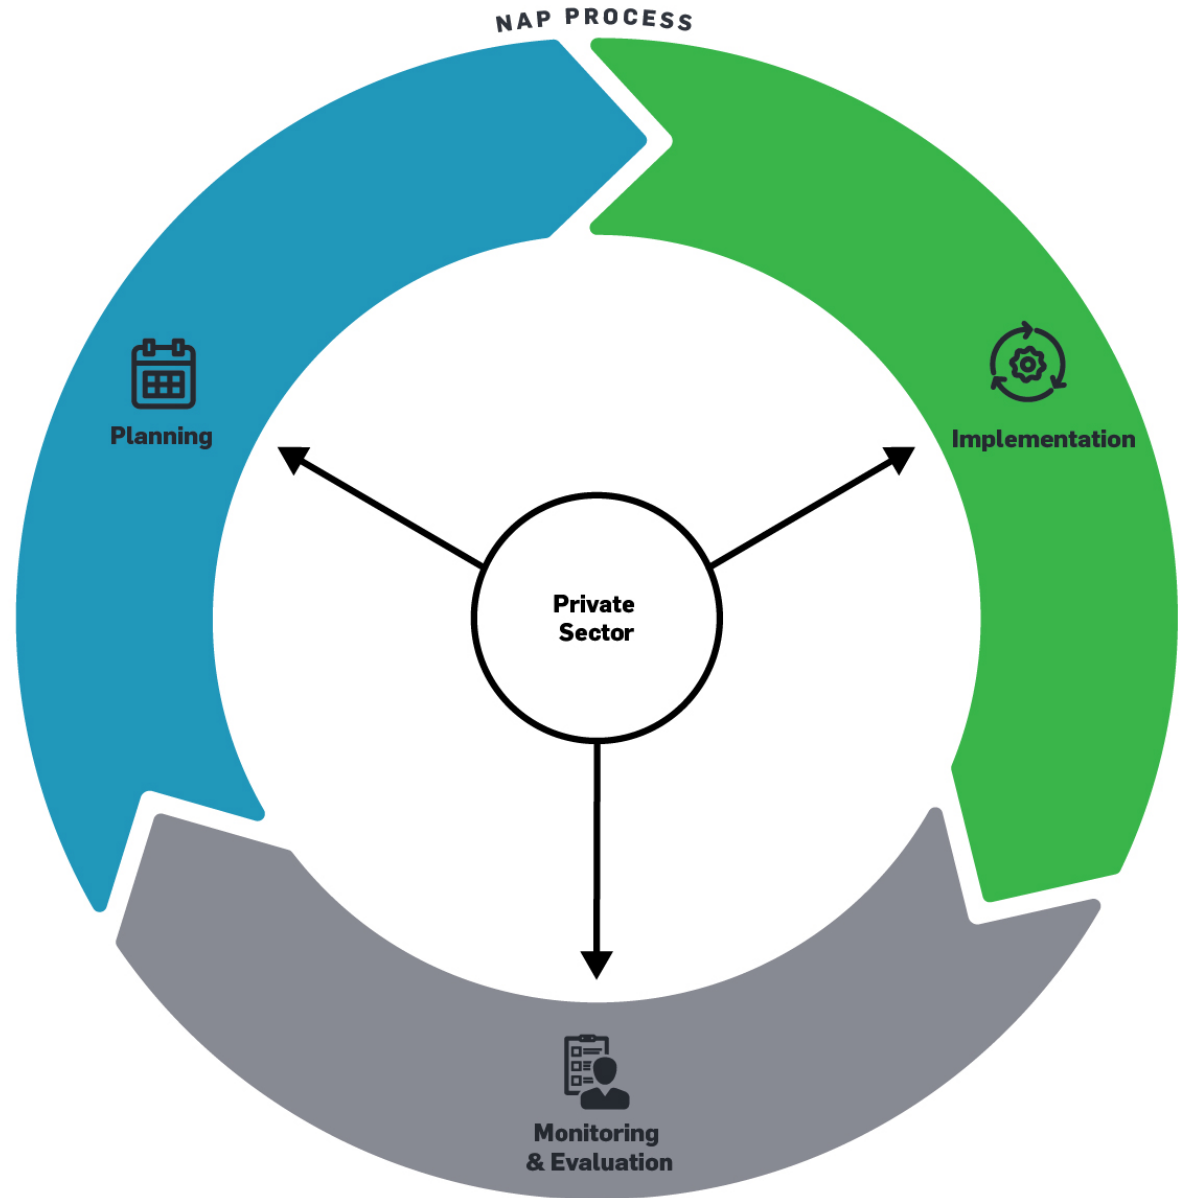 NAP PROCESS
Planning
Implementation
Private
Sector
Monitoring
& Evaluation